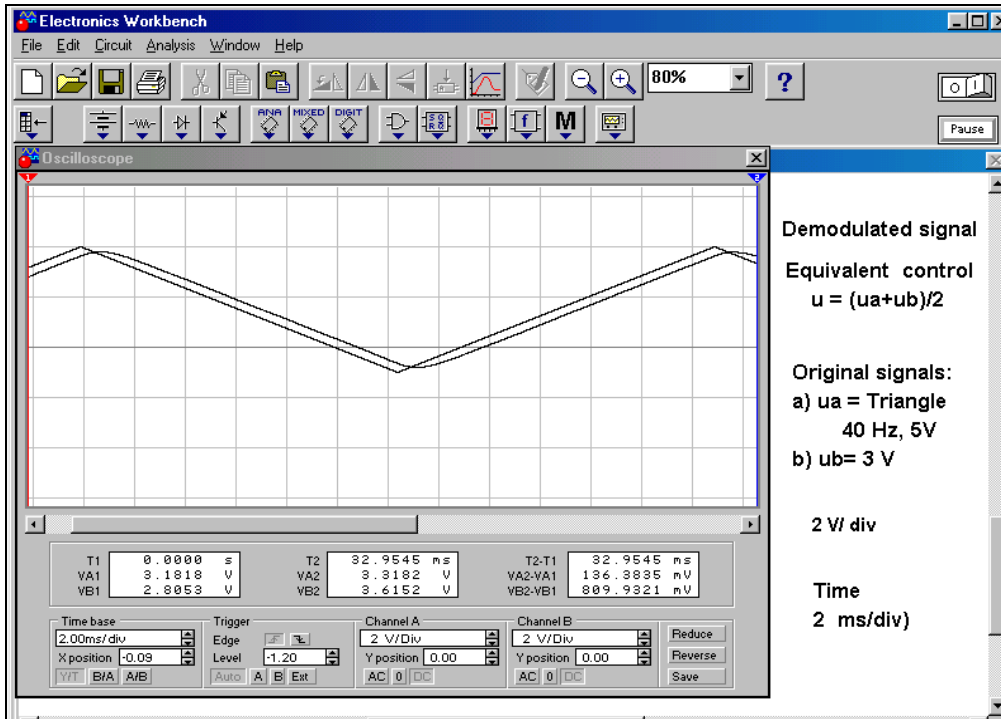 Electronics Workbench
File Edit Circuit Analysis Window Help
80%
?
ANA MIXED DIGIT
M
Pause
Oscilloscope
1
2
Demodulated signal
Equivalent control
u = (ua+ub)/2
Original signals:
a) ua = Triangle
40 Hz, 5V
b) ub= 3 V
2 V/ div
Time
2 ms/div)
T1 0.0000 s T2 32.9545 ms T2-T1 32.9545 ms
VA1 3.1818 V VA2 3.3182 V VA2-VA1 136.3835 mV
VB1 2.8053 V VB2 3.6152 V VB2-VB1 809.9321 mV
Time base Trigger Channel A Channel B
2.00ms/div Edge 2 V/Div 2 V/Div Reduce
X position -0.09 Level -1.20 Y position 0.00 Y position 0.00 Reverse
Y/T B/A A/B Auto A B Ext AC 0 DC AC 0 DC Save